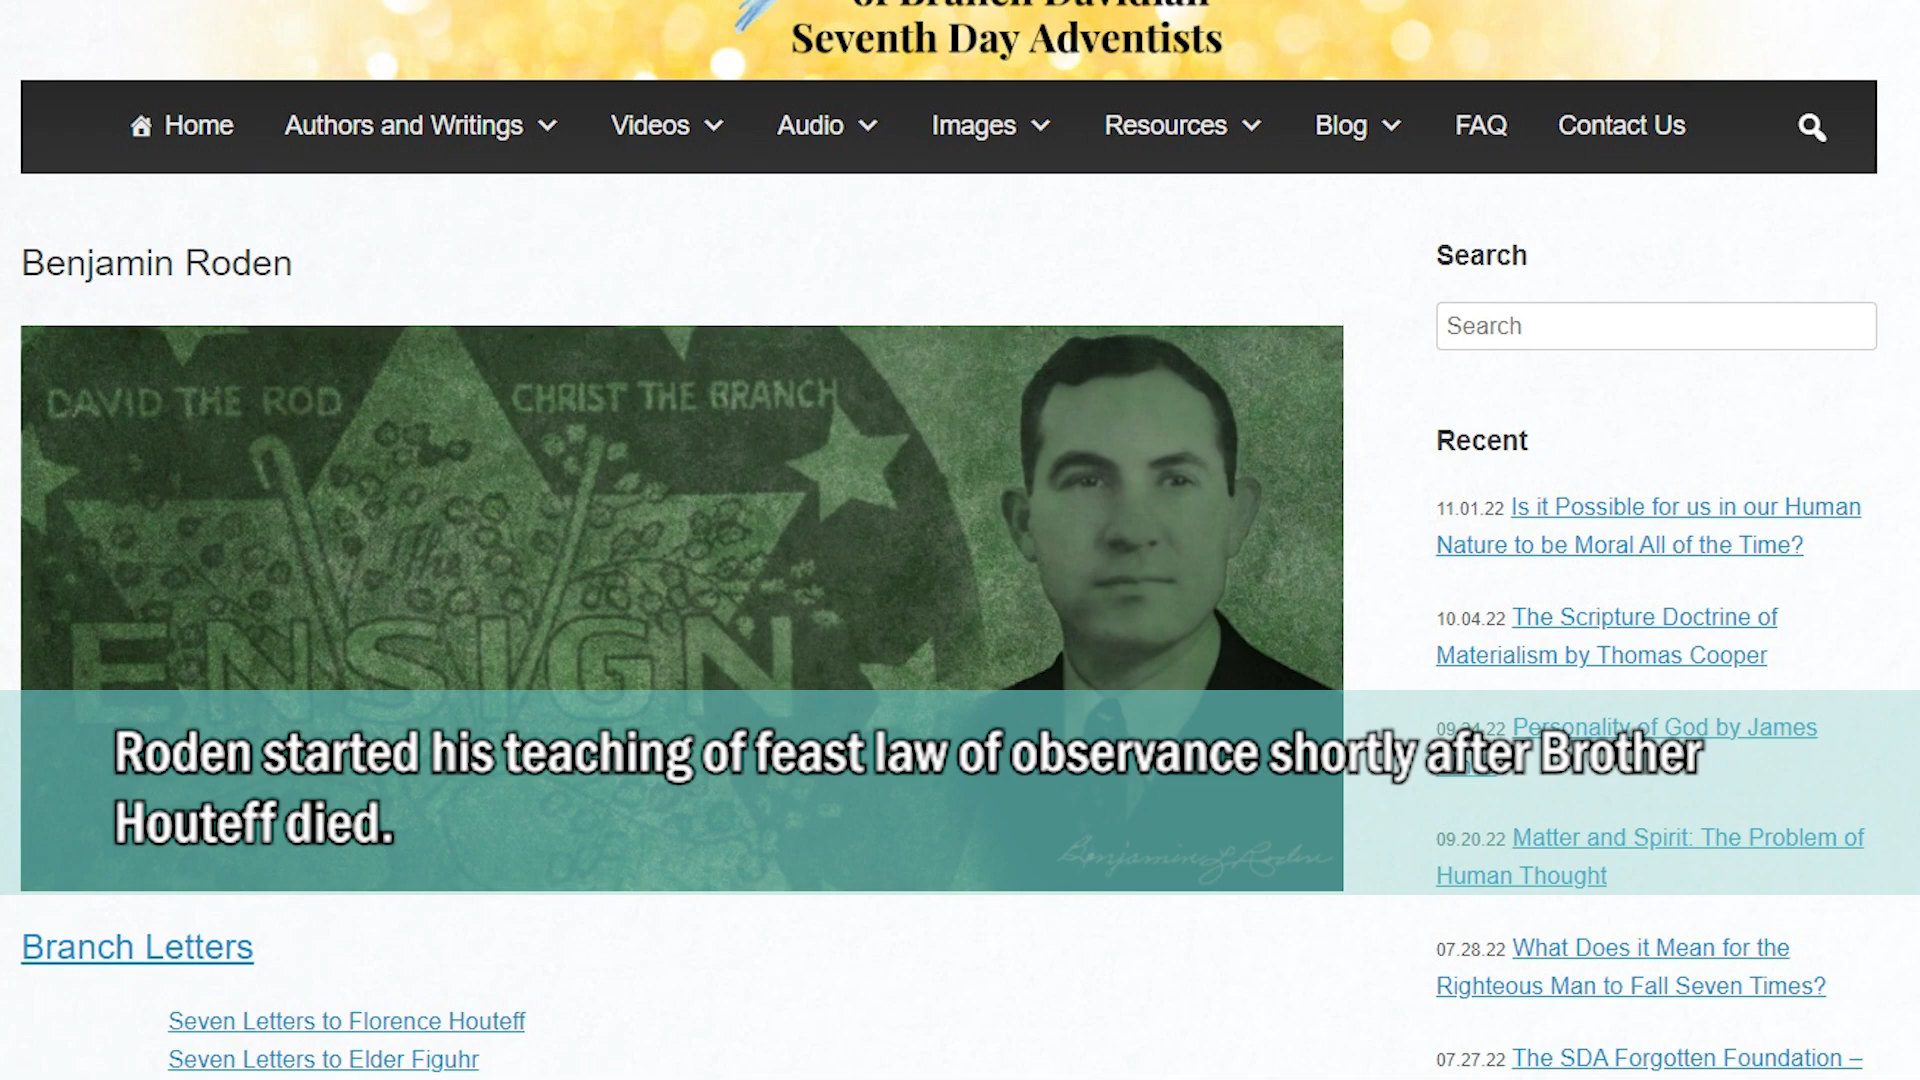 of Branch Davidian
Seventh Day Adventists
Home Authors and Writings Videos Audio Images Resources Blog FAQ Contact Us
Benjamin Roden
DAVID THE ROD CHRIST THE BRANCH
ENSIGN
Benjamin L Roden
Roden started his teaching of feast law of observance shortly after Brother
Houteff died.
Branch Letters
Seven Letters to Florence Houteff
Seven Letters to Elder Figuhr
Search
Search
Recent
11.01.22 Is it Possible for us in our Human
Nature to be Moral All of the Time?
10.04.22 The Scripture Doctrine of
Materialism by Thomas Cooper
09.24.22 Personality of God by James
09.20.22 Matter and Spirit: The Problem of
Human Thought
07.28.22 What Does it Mean for the
Righteous Man to Fall Seven Times?
07.27.22 The SDA Forgotten Foundation –